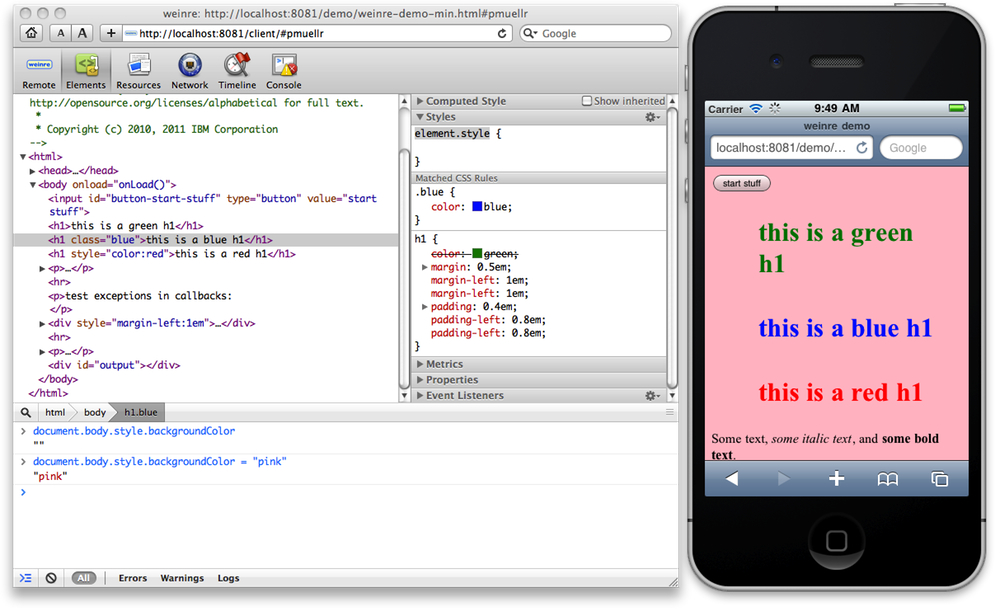 weinre: http://localhost:8081/demo/weinre-demo-min.html#pmuellr
A A + http://localhost:8081/client/#pmuellr Google
weinre
Remote Elements Resources Network Timeline Console
http://opensource.org/licenses/alphabetical for full text.
*
* Copyright (c) 2010, 2011 IBM Corporation
-->
<html>
<head>…</head>
<body onload="onLoad()">
<input id="button-start-stuff" type="button" value="start
stuff">
<h1>this is a green h1</h1>
<h1 class="blue">this is a blue h1</h1>
<h1 style="color:red">this is a red h1</h1>
<p>…</p>
<hr>
<p>test exceptions in callbacks:
</p>
<div style="margin-left:1em">…</div>
<hr>
<p>…</p>
<div id="output"></div>
</body>
</html>
Computed Style Show inherited
Styles
element.style {
}
Matched CSS Rules
.blue {
color: blue;
}
h1 {
color: green;
margin: 0.5em;
margin-left: 1em;
margin-left: 1em;
padding: 0.4em;
padding-left: 0.8em;
padding-left: 0.8em;
}
Metrics
Properties
Event Listeners
html body h1.blue
> document.body.style.backgroundColor
""
> document.body.style.backgroundColor = "pink"
"pink"
>
All Errors Warnings Logs
Carrier 9:49 AM
weinre demo
localhost:8081/demo/... Google
start stuff
this is a green
h1
this is a blue h1
this is a red h1
Some text, some italic text, and some bold
text.